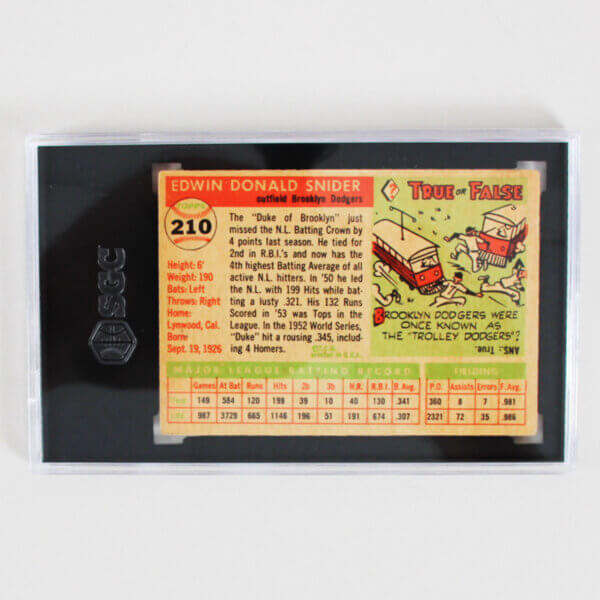 SGC
EDWIN DONALD SNIDER
outfield Brooklyn Dodgers
TOPPS
210
Height: 6'
Weight: 190
Bats: Left
Throws: Right
Home:
Lynwood, Cal.
Born
Sept. 19, 1926
The "Duke of Brooklyn" just
missed the N.L. Batting Crown by
4 points last season. He tied for
2nd in R.B.I.'s and now has the
4th highest Batting Average of all
active N.L. hitters. In '50 he led
the N.L. with 199 Hits while bat-
ting a lusty .321. His 132 Runs
Scored in '53 was Tops in the
League. In the 1952 World Series,
"Duke" hit a rousing .345, includ-
ing 4 Homers.
©T.C.G. printed in U.S.A.
?
TRUE OR FALSE
BROOKLYN DODGERS WERE
ONCE KNOWN AS
THE "TROLLEY DODGERS"?
ANS.: True.
MAJOR LEAGUE BATTING RECORD FIELDING
Games At Bat Runs Hits 2b 3b H.R. R.B.I. B. Avg. P.O. Assists Errors F. Avg.
YEAR 149 584 120 199 39 10 40 130 .341 360 8 7 .981
LIFE 987 3729 665 1146 196 51 191 674 .307 2321 72 35 .986